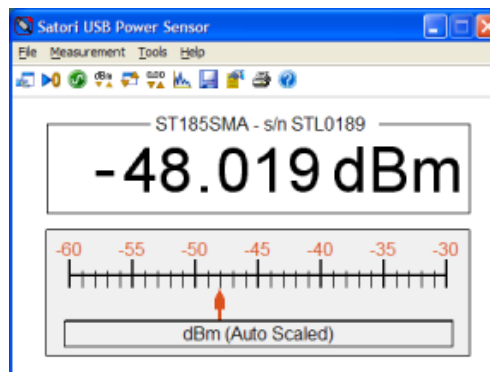 Satori USB Power Sensor
File Measurement Tools Help
ST185SMA - s/n STL0189
-48.019 dBm
-60 -55 -50 -45 -40 -35 -30
dBm (Auto Scaled)